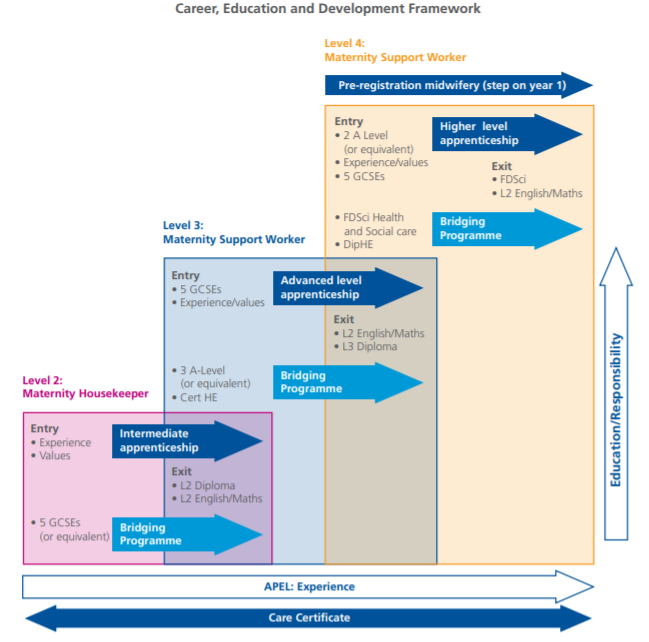 Career, Education and Development Framework
Level 4:
Maternity Support Worker
Pre-registration midwifery (step on year 1)
Entry
• 2 A Level
(or equivalent)
• Experience/values
• 5 GCSEs
Higher level
apprenticeship
Exit
• FDSci
• L2 English/Maths
• FDSci Health
and Social care
• DipHE
Bridging
Programme
Level 3:
Maternity Support Worker
Entry
• 5 GCSEs
• Experience/values
Advanced level
apprenticeship
Exit
• L2 English/Maths
• L3 Diploma
• 3 A-Level
(or equivalent)
• Cert HE
Bridging
Programme
Level 2:
Maternity Housekeeper
Entry
• Experience
• Values
Intermediate
apprenticeship
Exit
• L2 Diploma
• L2 English/Maths
• 5 GCSEs
(or equivalent)
Bridging
Programme
Education/Responsibility
APEL: Experience
Care Certificate